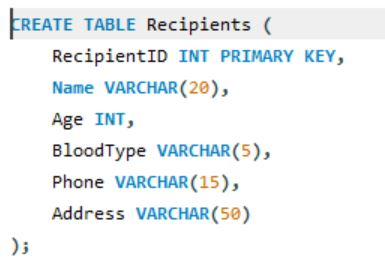 CREATE TABLE Recipients (
RecipientID INT PRIMARY KEY,
Name VARCHAR(20),
Age INT,
BloodType VARCHAR(5),
Phone VARCHAR(15),
Address VARCHAR(50)
);